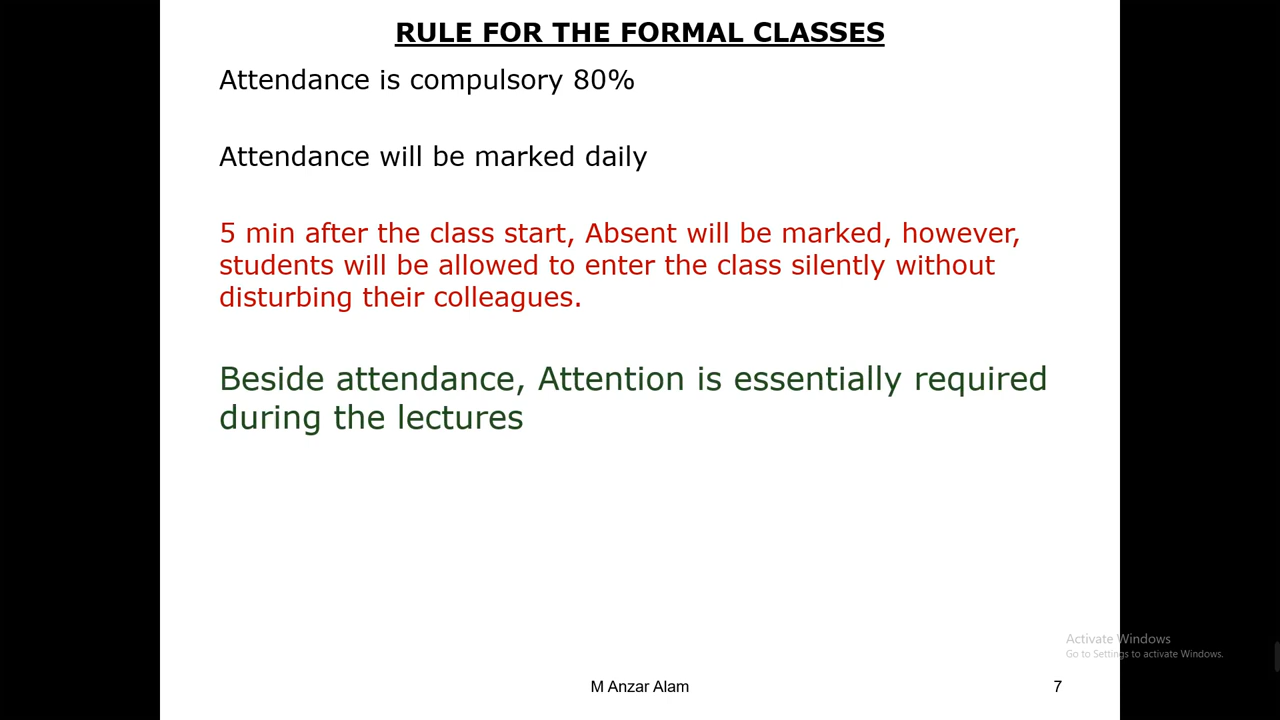 RULE FOR THE FORMAL CLASSES
Attendance is compulsory 80%
Attendance will be marked daily
5 min after the class start, Absent will be marked, however,
students will be allowed to enter the class silently without
disturbing their colleagues.
Beside attendance, Attention is essentially required
during the lectures
Activate Windows
Go to Settings to activate Windows.
M Anzar Alam
7